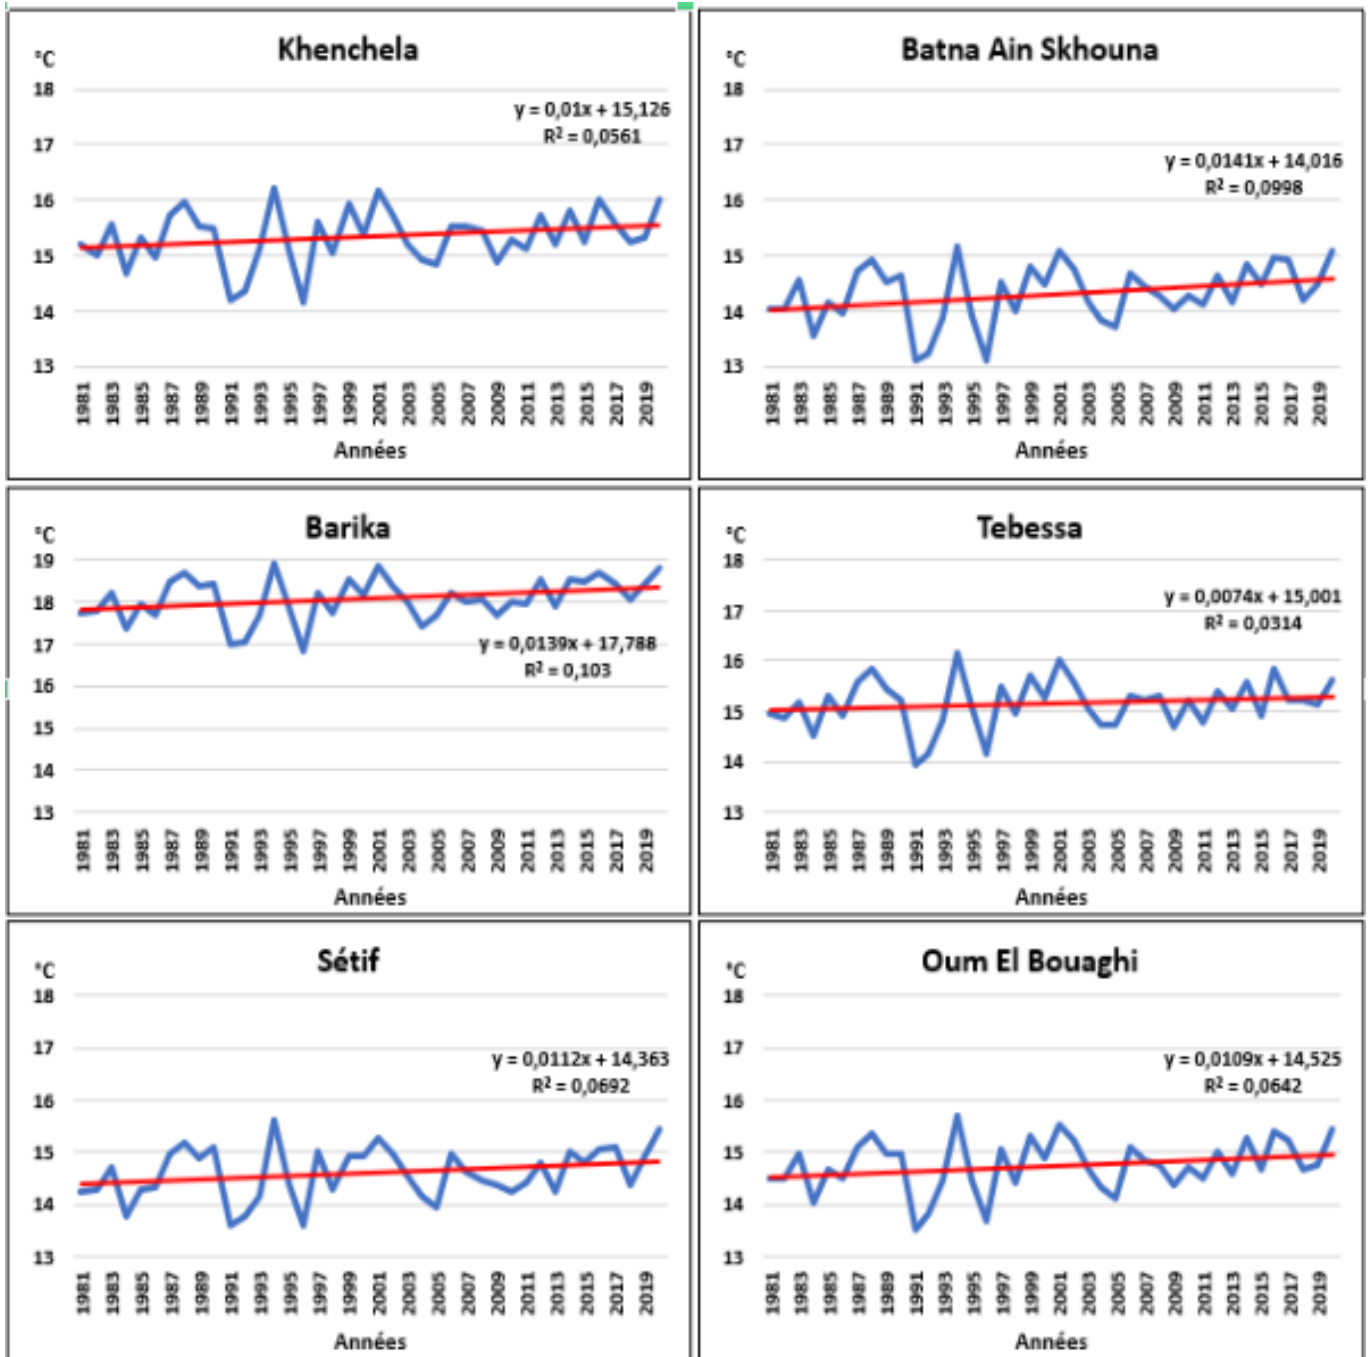 Khenchela
°C
y = 0,01x + 15,126
R² = 0,0561
18
17
16
15
14
13
1981 1983 1985 1987 1989 1991 1993 1995 1997 1999 2001 2003 2005 2007 2009 2011 2013 2015 2017 2019
Années
Batna Ain Skhouna
°C
y = 0,0141x + 14,016
R² = 0,0998
18
17
16
15
14
13
1981 1983 1985 1987 1989 1991 1993 1995 1997 1999 2001 2003 2005 2007 2009 2011 2013 2015 2017 2019
Années
Barika
°C
19
18
17
16
15
14
13
y = 0,0139x + 17,788
R² = 0,103
1981 1983 1985 1987 1989 1991 1993 1995 1997 1999 2001 2003 2005 2007 2009 2011 2013 2015 2017 2019
Années
Tebessa
°C
y = 0,0074x + 15,001
R² = 0,0314
18
17
16
15
14
13
1981 1983 1985 1987 1989 1991 1993 1995 1997 1999 2001 2003 2005 2007 2009 2011 2013 2015 2017 2019
Années
Sétif
°C
y = 0,0112x + 14,363
R² = 0,0692
18
17
16
15
14
13
1981 1983 1985 1987 1989 1991 1993 1995 1997 1999 2001 2003 2005 2007 2009 2011 2013 2015 2017 2019
Années
Oum El Bouaghi
°C
y = 0,0109x + 14,525
R² = 0,0642
18
17
16
15
14
13
1981 1983 1985 1987 1989 1991 1993 1995 1997 1999 2001 2003 2005 2007 2009 2011 2013 2015 2017 2019
Années